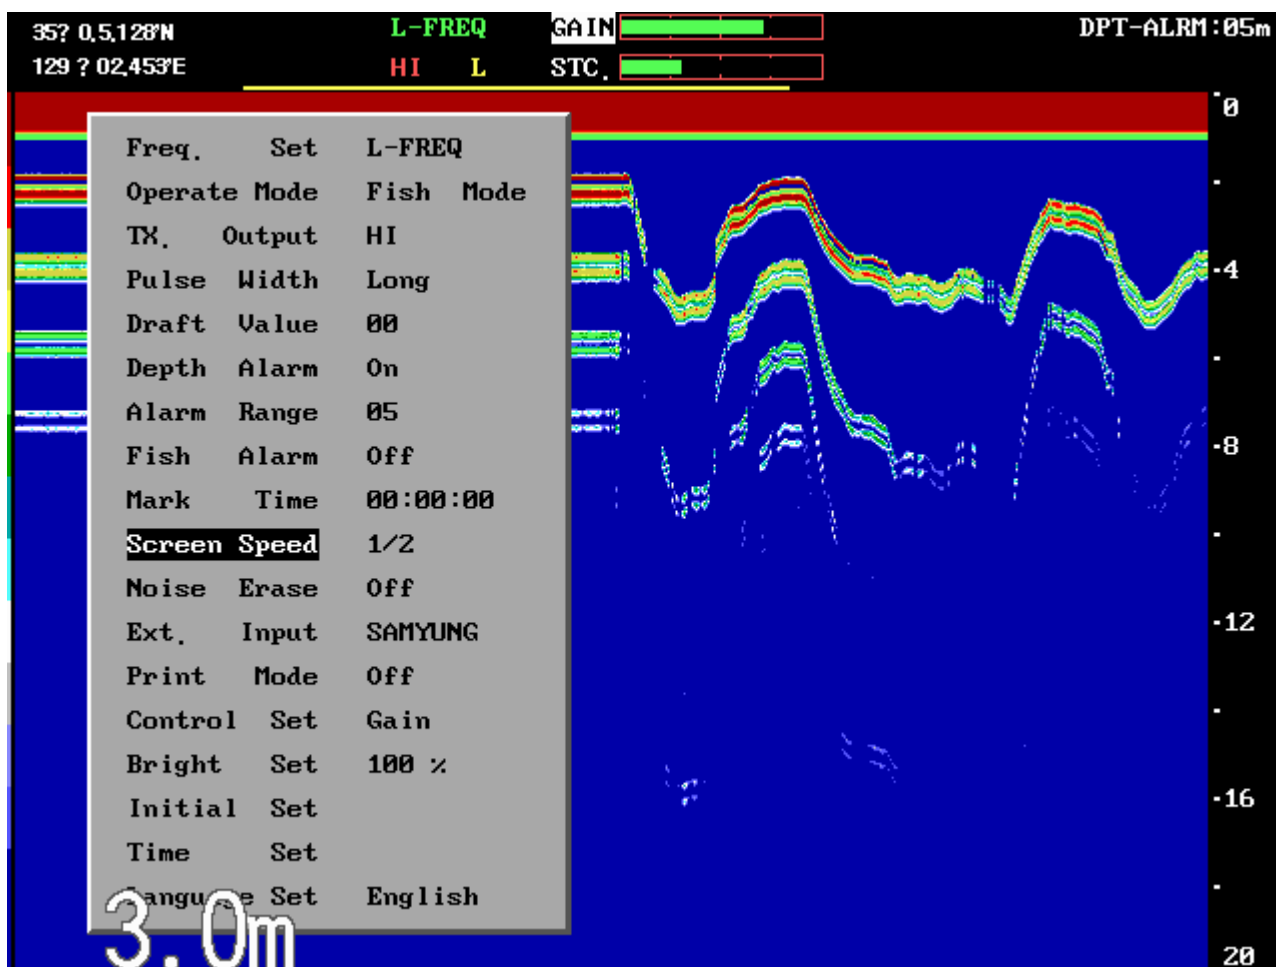 35? 0,5,128'N L-FREQ GAIN DPT-ALRM:05m
129 ? 02,453'E HI L STC.
0
Freq. Set L-FREQ
Operate Mode Fish Mode
TX. Output HI
Pulse Width Long
-4
Draft Value 00
Depth Alarm On
Alarm Range 05
Fish Alarm Off
-8
Mark Time 00:00:00
Screen Speed 1/2
Noise Erase Off
Ext. Input SAMYUNG
-12
Print Mode Off
Control Set Gain
Bright Set 100 %
Initial Set
-16
Time Set
Language Set English
3.0m
20